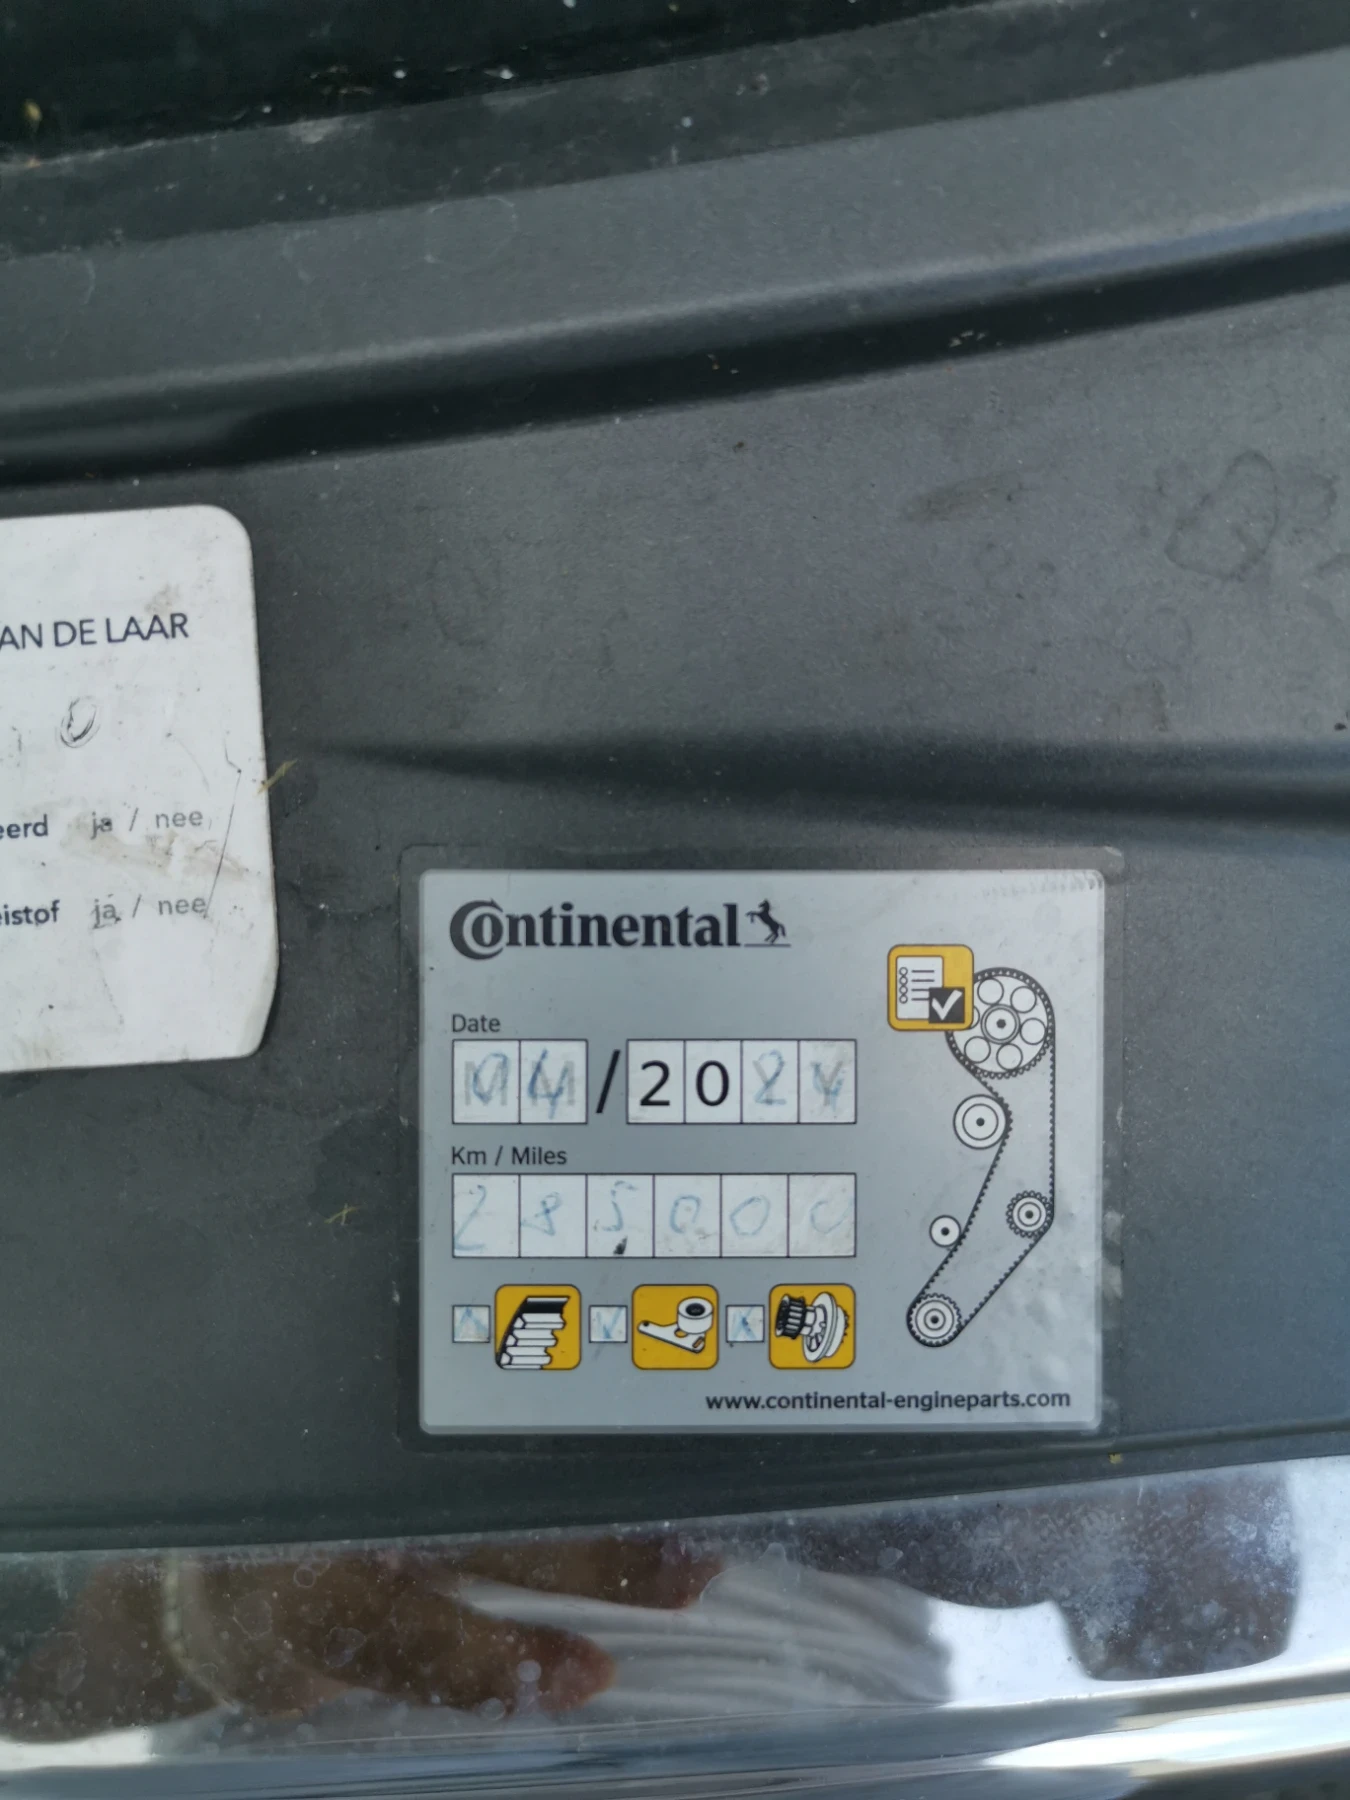 AN DE LAAR
0
eerd ja / nee
istof ja / nee
Continental
Date
04/2024
Km / Miles
285000
www.continental-engineparts.com